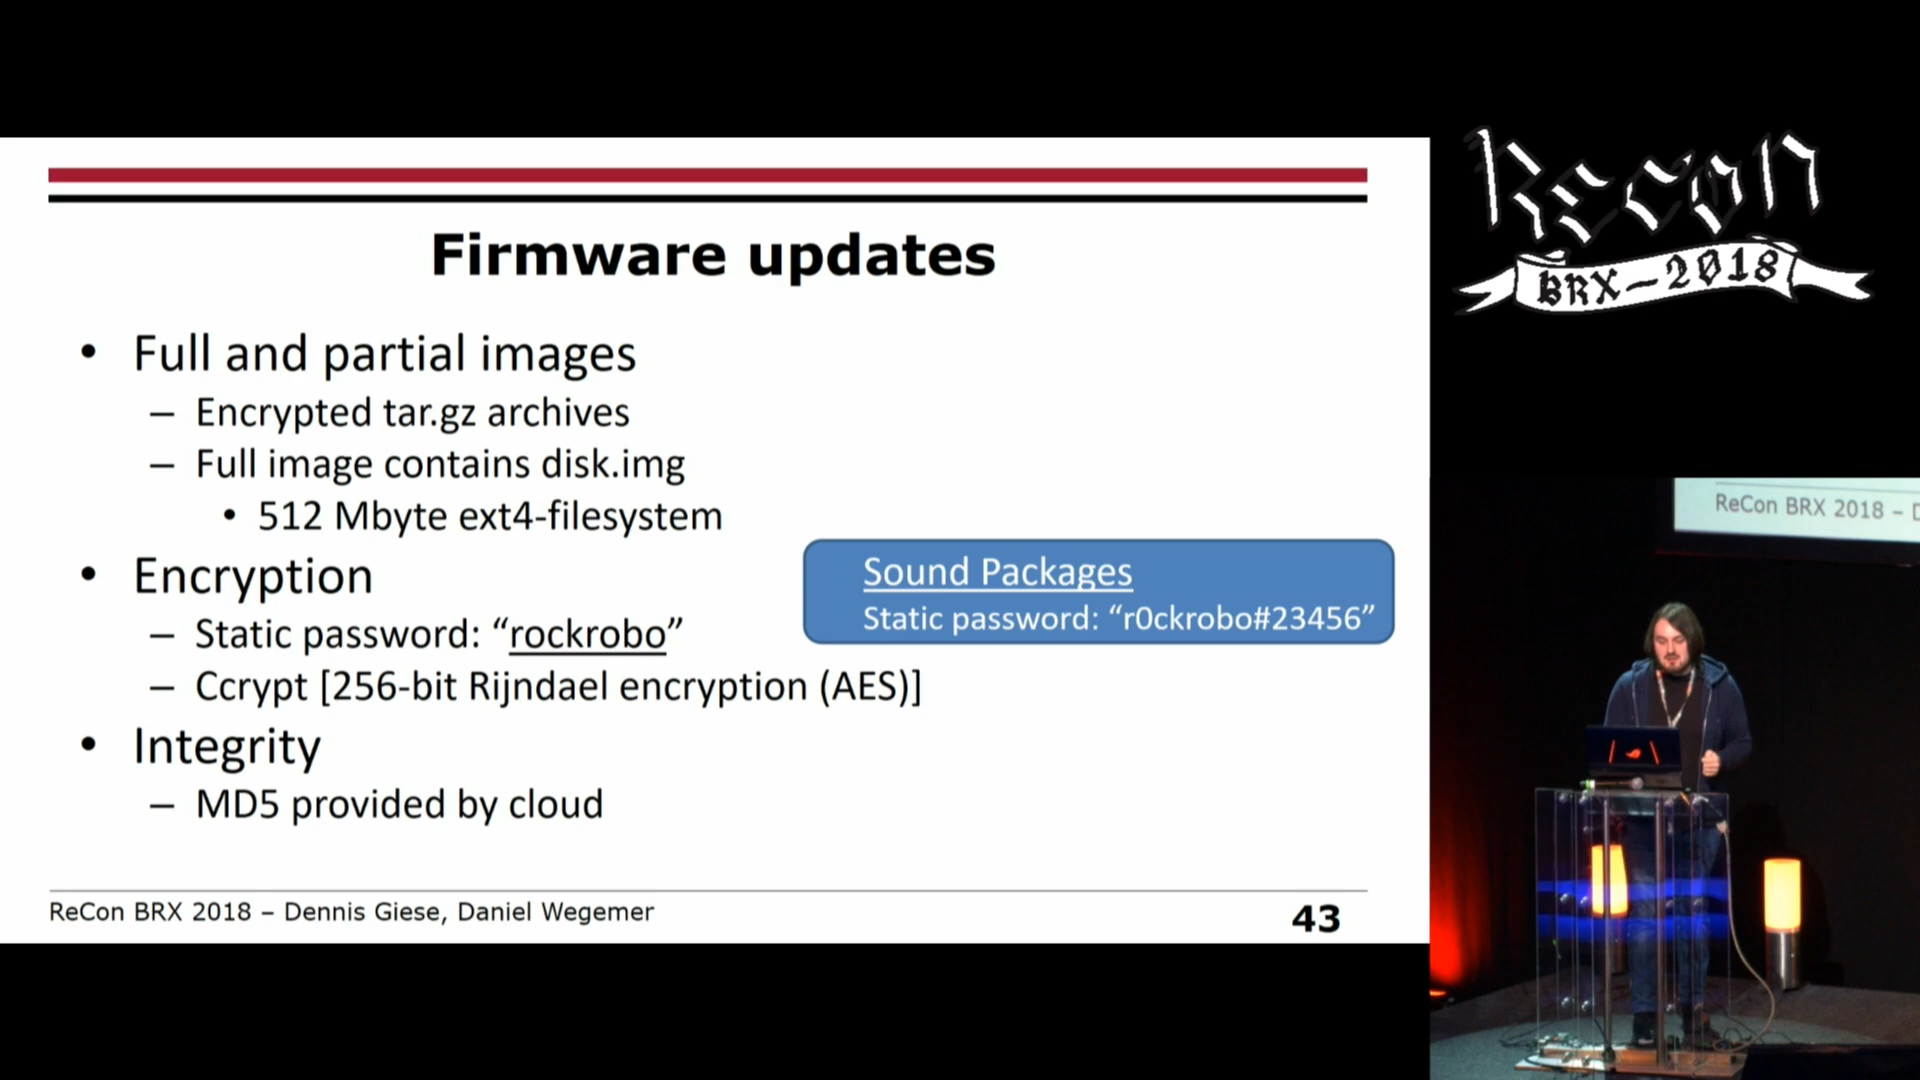 Firmware updates
• Full and partial images
– Encrypted tar.gz archives
– Full image contains disk.img
• 512 Mbyte ext4-filesystem
• Encryption
– Static password: “rockrobo”
– Ccrypt [256-bit Rijndael encryption (AES)]
• Integrity
– MD5 provided by cloud
Sound Packages
Static password: “r0ckrobo#23456”
ReCon BRX 2018 – Dennis Giese, Daniel Wegemer
43
Recon
BRX-2018
ReCon BRX 2018 – D